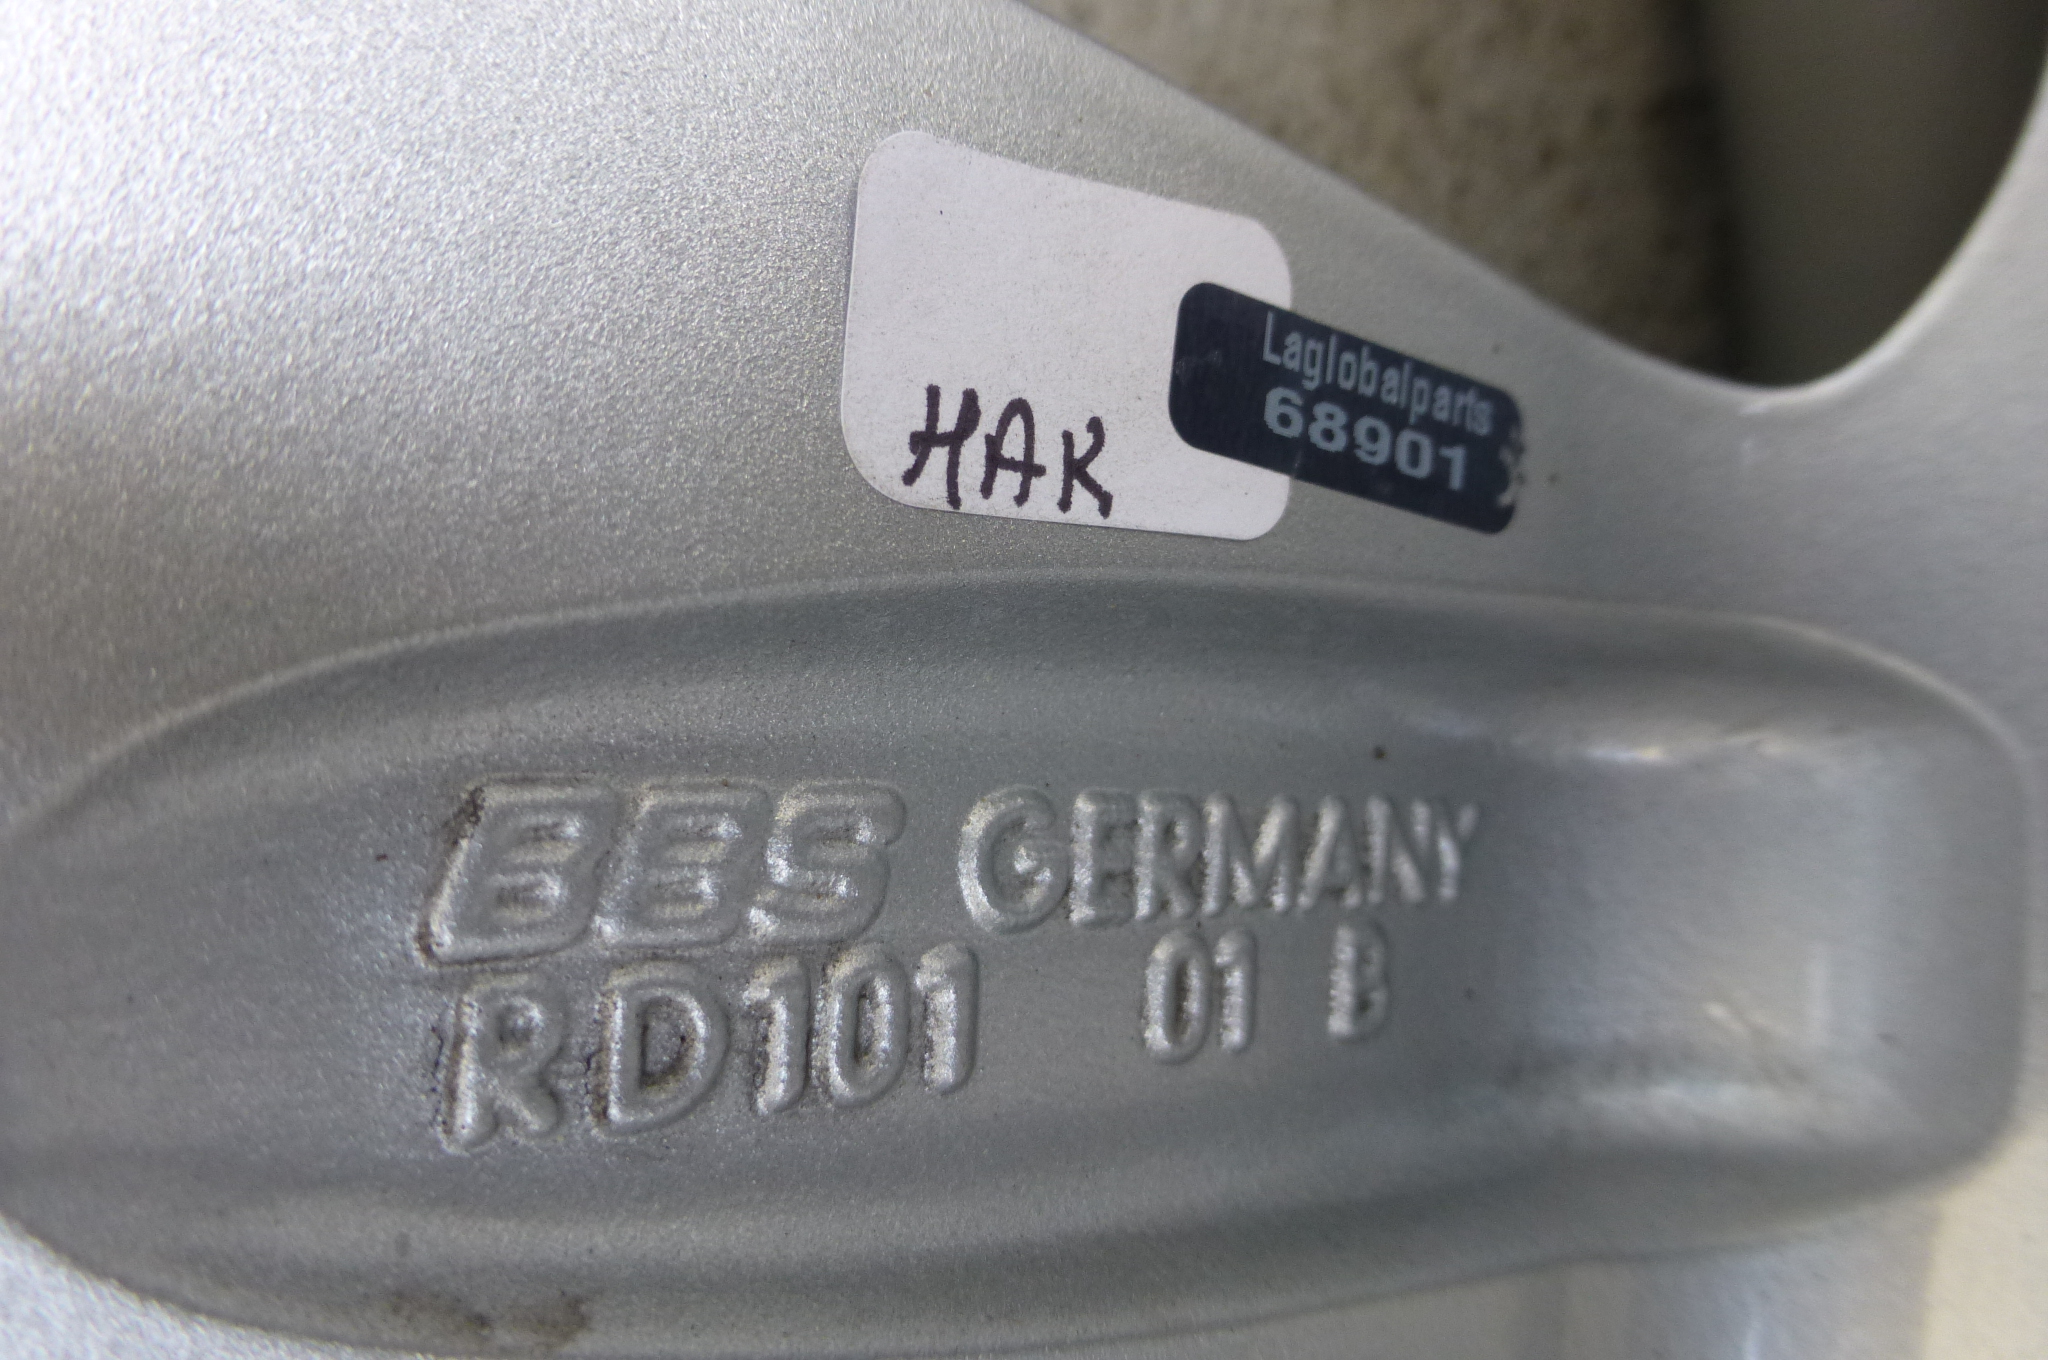 HAK
Laglobalparts
68901
BBS GERMANY
RD101 01 B